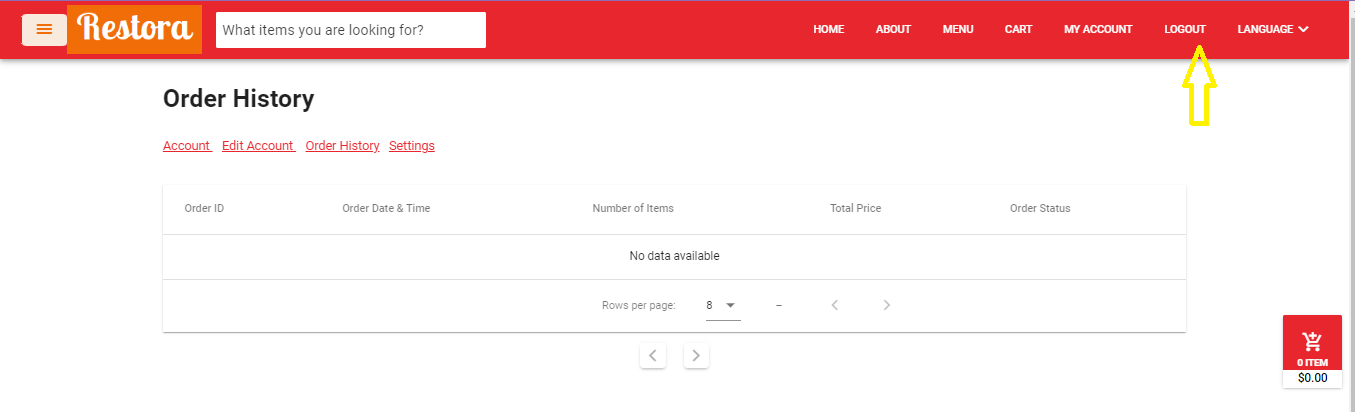 Restora
What items you are looking for?
HOME ABOUT MENU CART MY ACCOUNT LOGOUT LANGUAGE
Order History
Account Edit Account Order History Settings
Order ID Order Date & Time Number of Items Total Price Order Status
No data available
Rows per page: 8 –
0 ITEM
$0.00